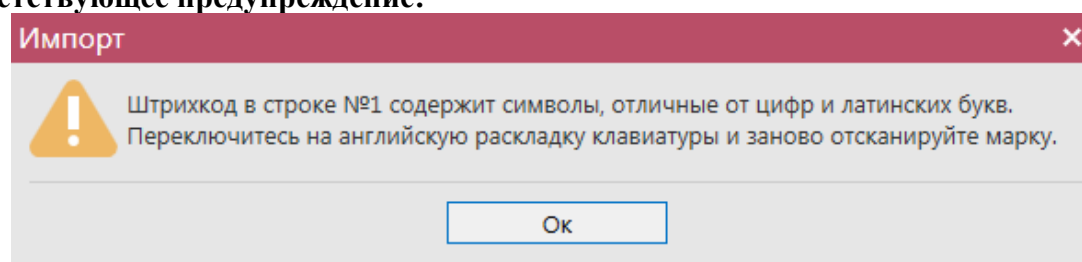 предупреждение:
Импорт
Штрихкод в строке №1 содержит символы, отличные от цифр и латинских букв.
Переключитесь на английскую раскладку клавиатуры и заново отсканируйте марку.
Ок